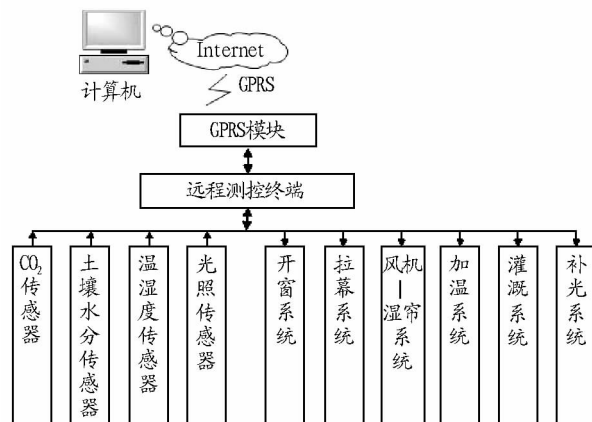 Internet
计算机
GPRS
GPRS模块
远程测控终端
CO₂传感器
土壤水分传感器
温湿度传感器
光照传感器
开窗系统
拉幕系统
风机—湿帘系统
加温系统
灌溉系统
补光系统